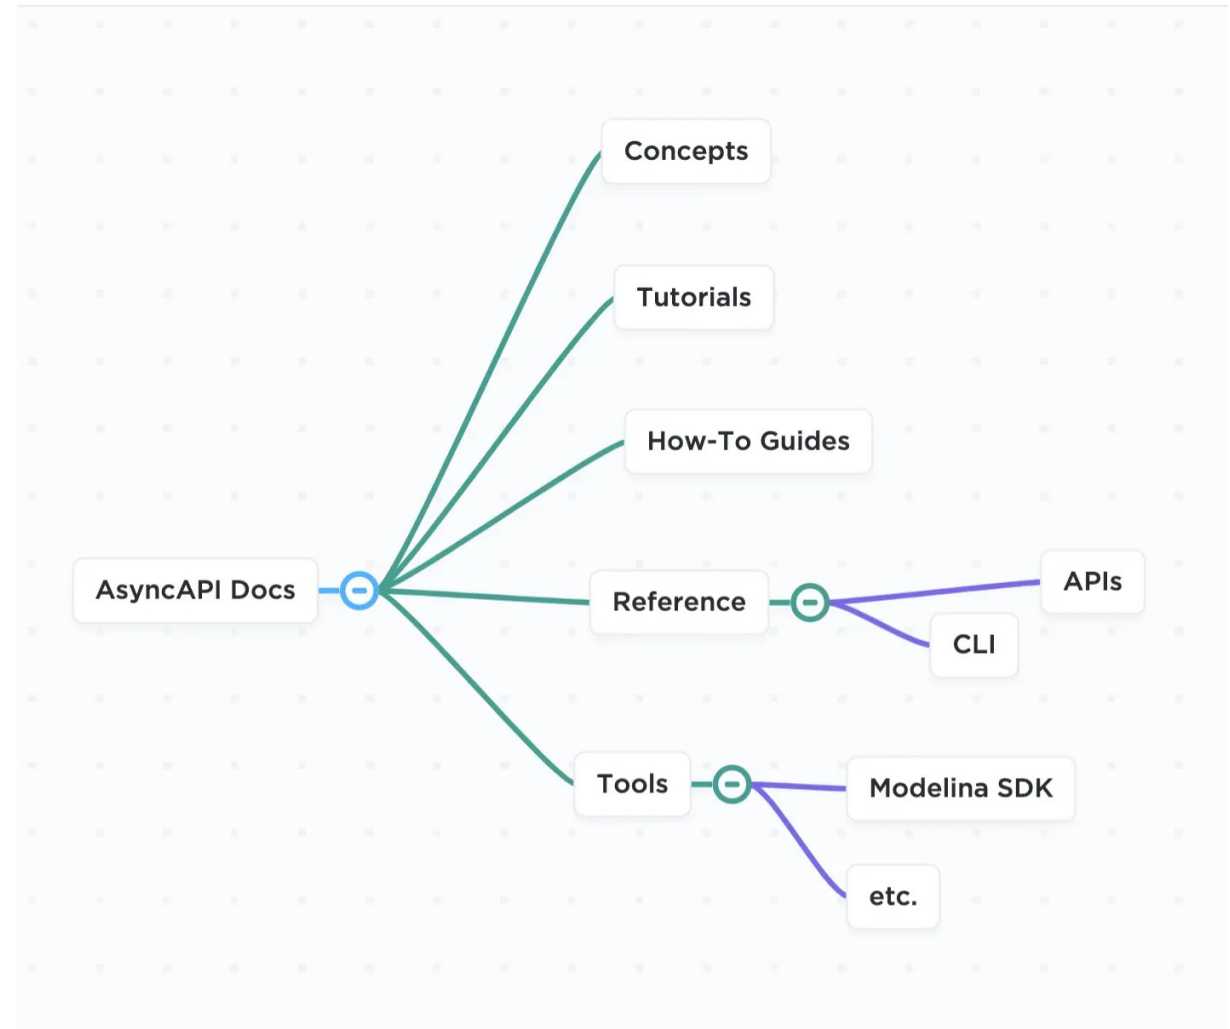 Concepts
Tutorials
How-To Guides
AsyncAPI Docs
Reference
APIs
CLI
Tools
Modelina SDK
etc.